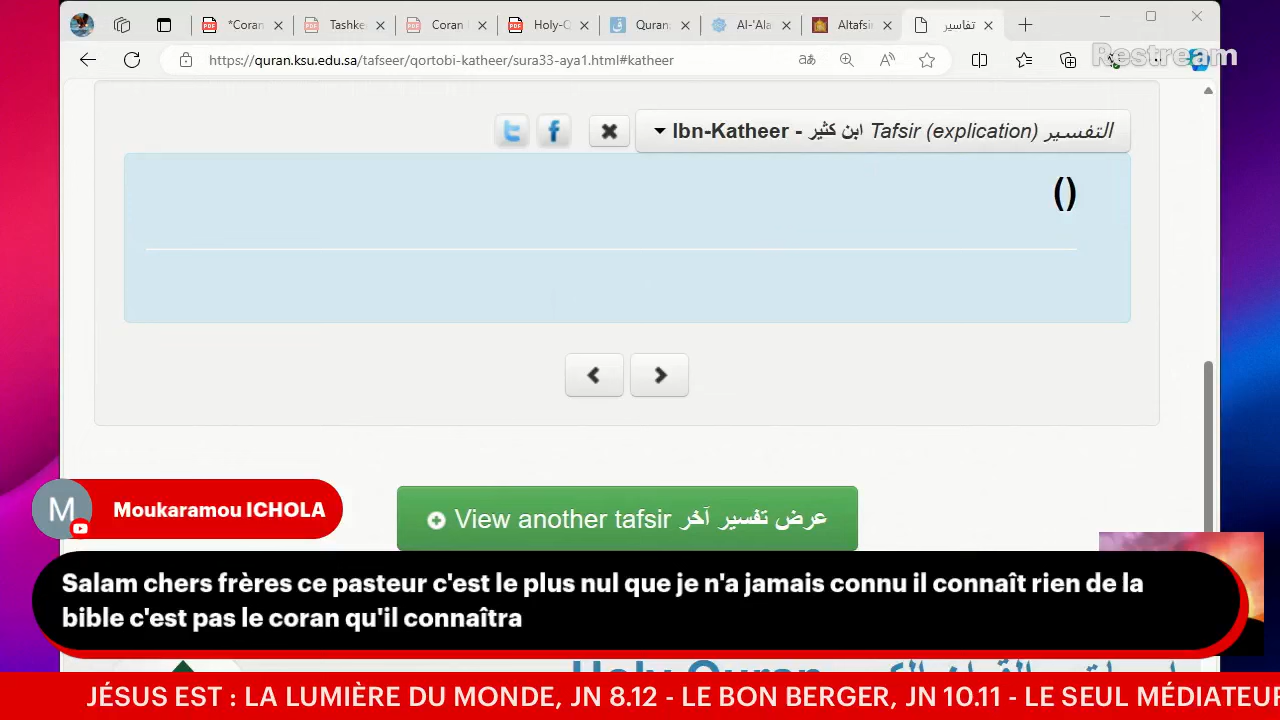 *Coran
Tashke
Coran
Holy-Q
Quran
Al-'Ala
Altafsir
تفاسير
https://quran.ksu.edu.sa/tafseer/qortobi-katheer/sura33-aya1.html#katheer
Restream
Ibn-Katheer - ابن كثير Tafsir (explication) التفسير
()
View another tafsir عرض تفسير آخر
M
Moukaramou ICHOLA
Salam chers frères ce pasteur c'est le plus nul que je n'a jamais connu il connaît rien de la
bible c'est pas le coran qu'il connaîtra
Holy Quran
JÉSUS EST : LA LUMIÈRE DU MONDE, JN 8.12 - LE BON BERGER, JN 10.11 - LE SEUL MÉDIATEUR